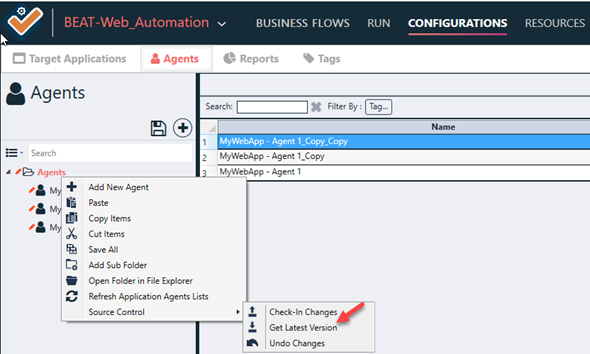 BEAT-Web_Automation
BUSINESS FLOWS RUN CONFIGURATIONS RESOURCES
Target Applications Agents Reports Tags
Agents
Search: Filter By : Tag...
Search
Name
1 MyWebApp - Agent 1_Copy_Copy
2 MyWebApp - Agent 1_Copy
3 MyWebApp - Agent 1
Agents
My
My
My
Add New Agent
Paste
Copy Items
Cut Items
Save All
Add Sub Folder
Open Folder in File Explorer
Refresh Application Agents Lists
Source Control
Check-In Changes
Get Latest Version
Undo Changes